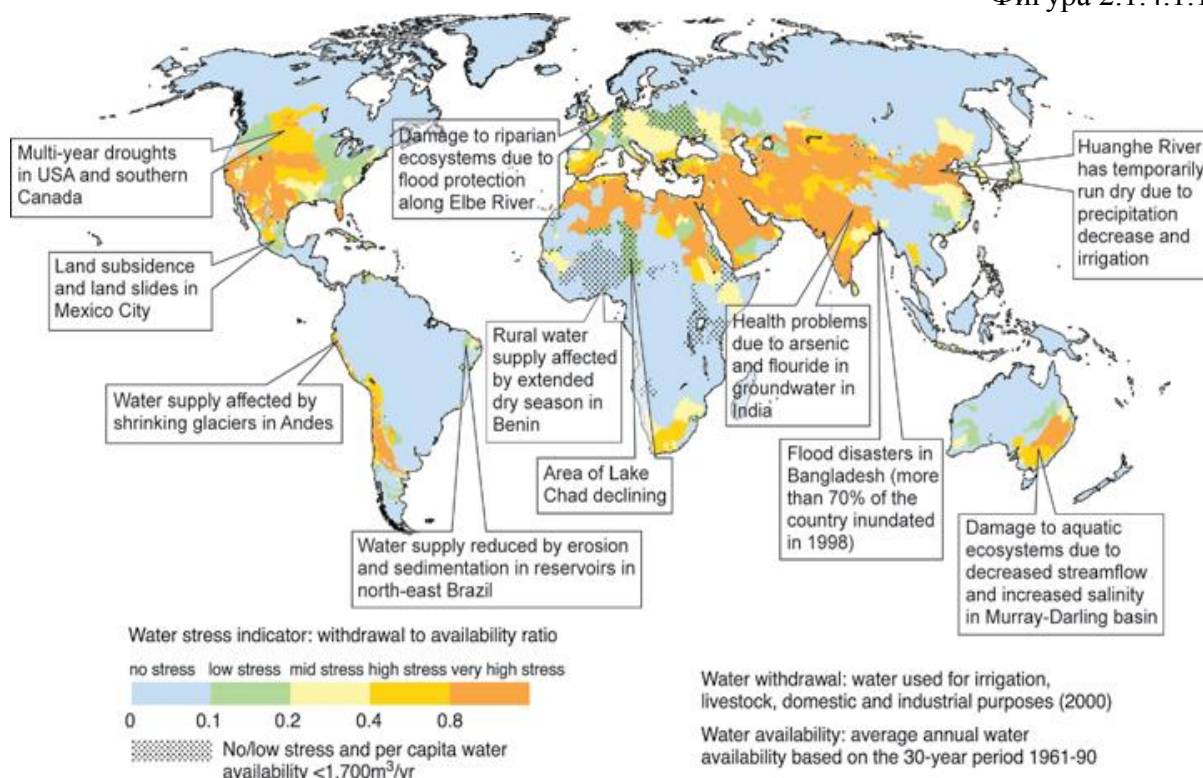 Фигура 2.1.4.1.1
Multi-year droughts
in USA and southern
Canada
Damage to riparian
ecosystems due to
flood protection
along Elbe River
Huanghe River
has temporarily
run dry due to
precipitation
decrease and
irrigation
Land subsidence
and land slides in
Mexico City
Rural water
supply affected
by extended
dry season in
Benin
Health problems
due to arsenic
and flouride in
groundwater in
India
Water supply affected by
shrinking glaciers in Andes
Area of Lake
Chad declining
Flood disasters in
Bangladesh (more
than 70% of the
country inundated
in 1998)
Water supply reduced by erosion
and sedimentation in reservoirs in
north-east Brazil
Damage to aquatic
ecosystems due to
decreased streamflow
and increased salinity
in Murray-Darling basin
Water stress indicator: withdrawal to availability ratio
no stress low stress mid stress high stress very high stress
0 0.1 0.2 0.4 0.8
No/low stress and per capita water
availability <1,700m³/yr
Water withdrawal: water used for irrigation,
livestock, domestic and industrial purposes (2000)
Water availability: average annual water
availability based on the 30-year period 1961-90